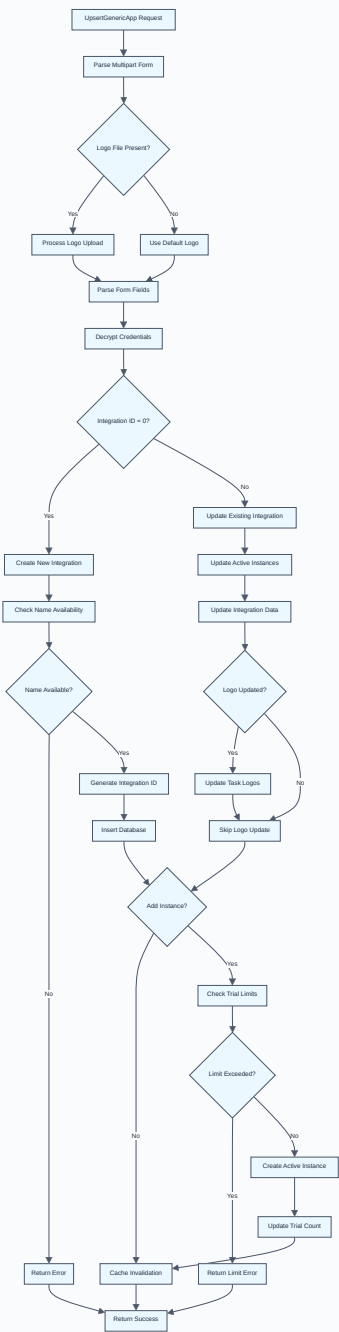 UpsertGenericApp Request
Parse Multipart Form
Logo File Present?
Yes
No
Process Logo Upload
Use Default Logo
Parse Form Fields
Decrypt Credentials
Integration ID = 0?
No
Yes
Update Existing Integration
Create New Integration
Update Active Instances
Check Name Availability
Update Integration Data
Name Available?
Logo Updated?
Yes
Yes
No
Generate Integration ID
Update Task Logos
Insert Database
Skip Logo Update
Add Instance?
Yes
No
Check Trial Limits
Limit Exceeded?
No
No
Create Active Instance
Yes
Update Trial Count
Return Error
Cache Invalidation
Return Limit Error
Return Success